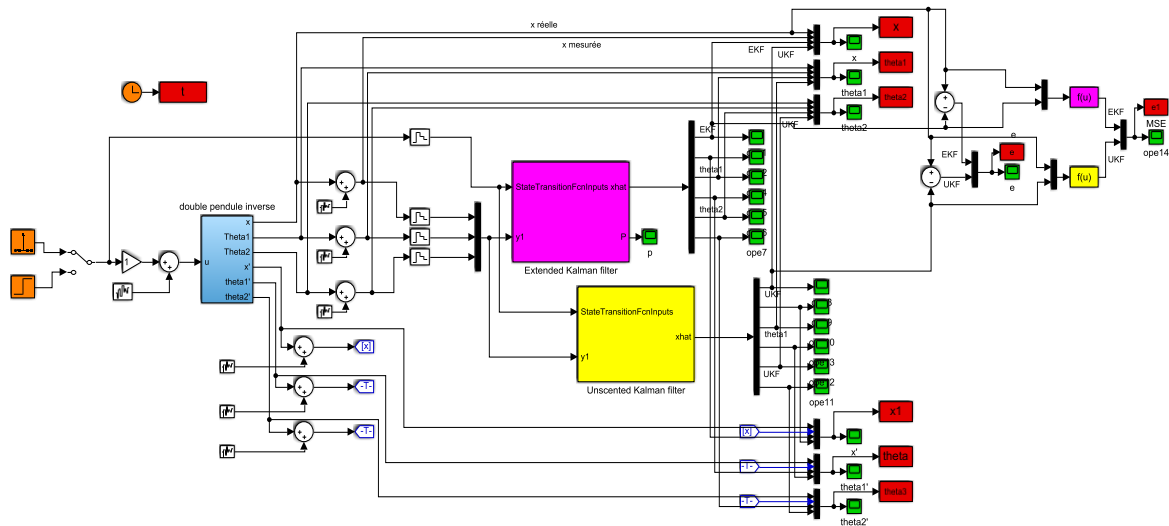 x réelle
x mesurée
EKF
UKF
x
x
theta1
theta1
theta2
theta2
t
f(u)
EKF
UKF
e1
MSE
ope14
e
EKF
UKF
e
e
f(u)
double pendule inverse
u
x
Theta1
Theta2
x'
theta1'
theta2'
1
StateTransitionFcnInputs
xhat
y1
P
Extended Kalman filter
p
EKF
theta1
theta2
ope7
StateTransitionFcnInputs
xhat
y1
Unscented Kalman filter
UKF
theta1
UKF
ope11
[x]
-T-
-T-
[x]
-T-
-T-
x1
x'
theta
theta1'
theta3
theta2'